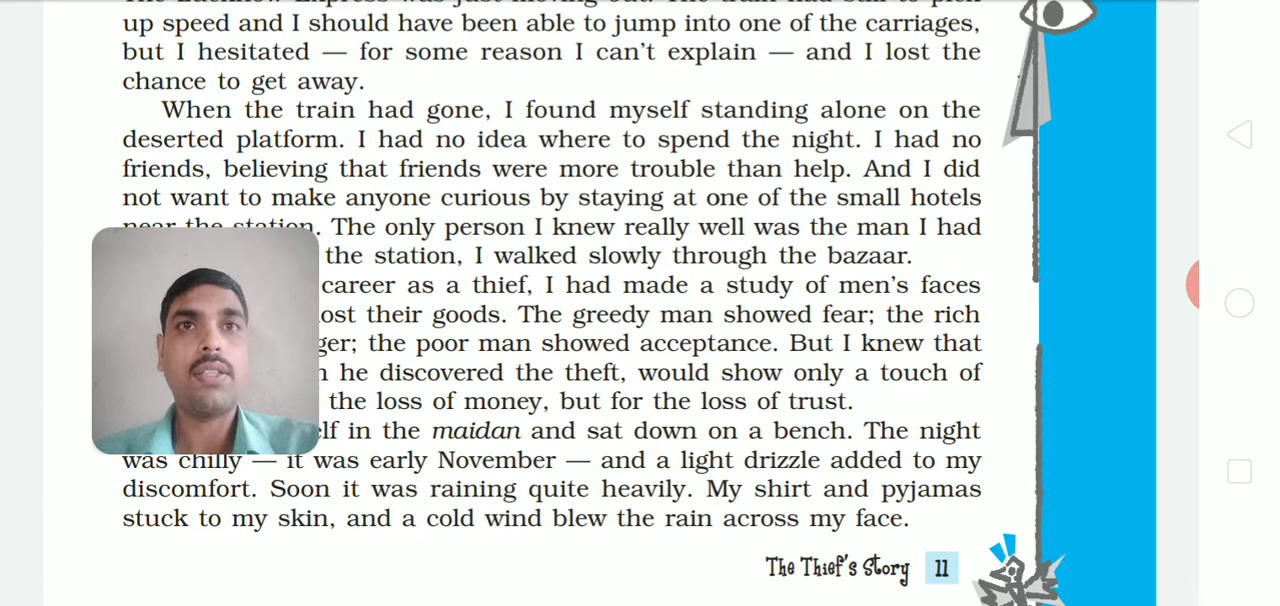 up speed and I should have been able to jump into one of the carriages,
but I hesitated — for some reason I can't explain — and I lost the
chance to get away.
When the train had gone, I found myself standing alone on the
deserted platform. I had no idea where to spend the night. I had no
friends, believing that friends were more trouble than help. And I did
not want to make anyone curious by staying at one of the small hotels
near the station. The only person I knew really well was the man I had
the station, I walked slowly through the bazaar.
career as a thief, I had made a study of men's faces
lost their goods. The greedy man showed fear; the rich
the poor man showed acceptance. But I knew that
he discovered the theft, would show only a touch of
the loss of money, but for the loss of trust.
in the maidan and sat down on a bench. The night
was chilly — it was early November — and a light drizzle added to my
discomfort. Soon it was raining quite heavily. My shirt and pyjamas
stuck to my skin, and a cold wind blew the rain across my face.
The Thief's Story 11